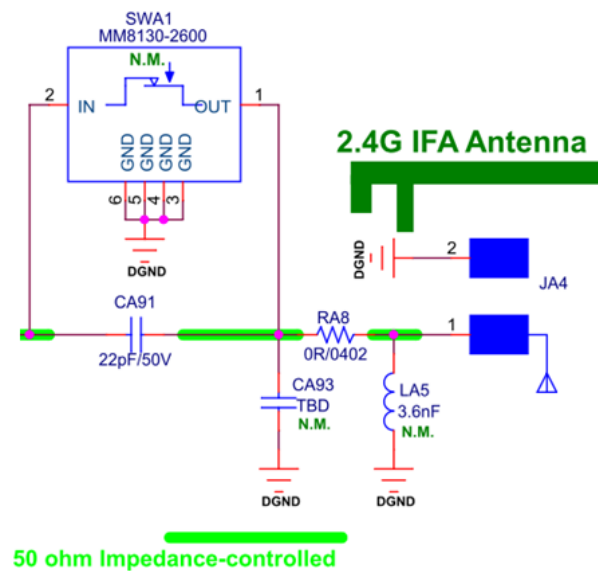 SWA1
MM8130-2600
N.M.
2
IN
OUT
1
GND
GND
GND
GND
6
5
4
3
DGND
2.4G IFA Antenna
DGND
2
JA4
CA91
22pF/50V
RA8
0R/0402
1
CA93
TBD
N.M.
LA5
3.6nF
N.M.
DGND
DGND
50 ohm Impedance-controlled